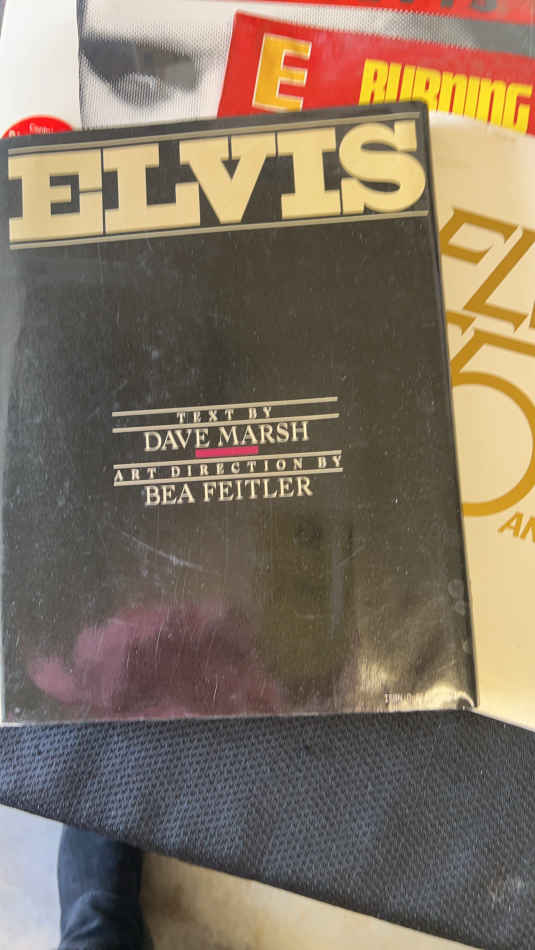 E
BURNING
ELVIS
TEXT BY
DAVE MARSH
ART DIRECTION BY
BEA FEITLER